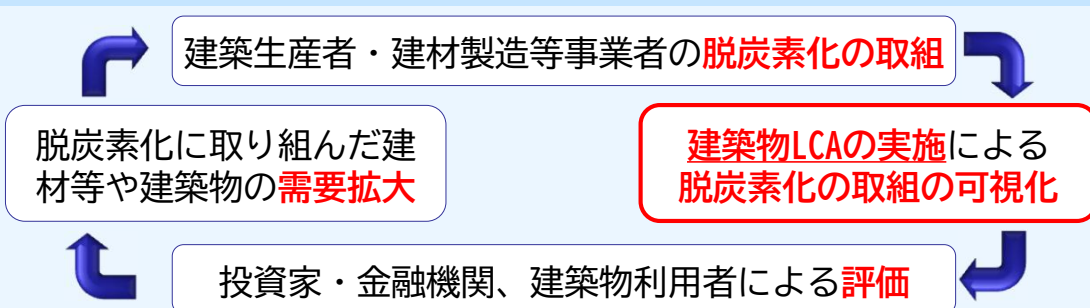 建築生産者・建材製造等事業者の脱炭素化の取組
脱炭素化に取り組んだ建
材等や建築物の需要拡大
建築物LCAの実施による
脱炭素化の取組の可視化
投資家・金融機関、建築物利用者による評価